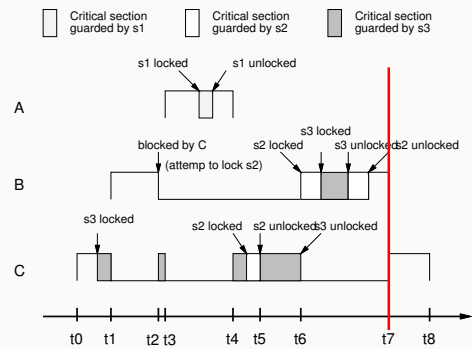 Critical section
guarded by s1
Critical section
guarded by s2
Critical section
guarded by s3
s1 locked
s1 unlocked
A
blocked by C
(attemp to lock s2)
s2 locked
s3 locked
s3 unlocked
s2 unlocked
B
s3 locked
s2 locked
s2 unlocked
s3 unlocked
C
t0 t1 t2 t3 t4 t5 t6 t7 t8